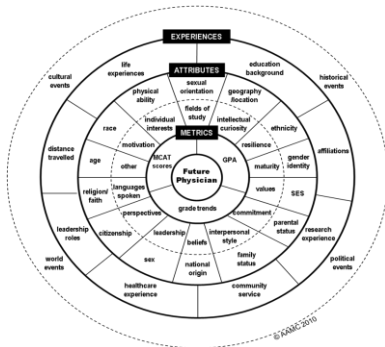 EXPERIENCES
life
experiences
education
background
cultural
events
historical
events
ATTRIBUTES
sexual
orientation
physical
ability
geography
/location
fields of
study
individual
interests
intellectual
curiosity
race
ethnicity
METRICS
motivation
resilience
distance
travelled
affiliations
age
other
MCAT
scores
GPA
maturity
gender
identity
Future
Physician
religion/
faith
languages
spoken
values
SES
grade trends
perspectives
commitment
parental
status
leadership
roles
citizenship
leadership
beliefs
interpersonal
style
research
experience
sex
national
origin
family
status
world
events
political
events
healthcare
experience
community
service
© AAMC 2010